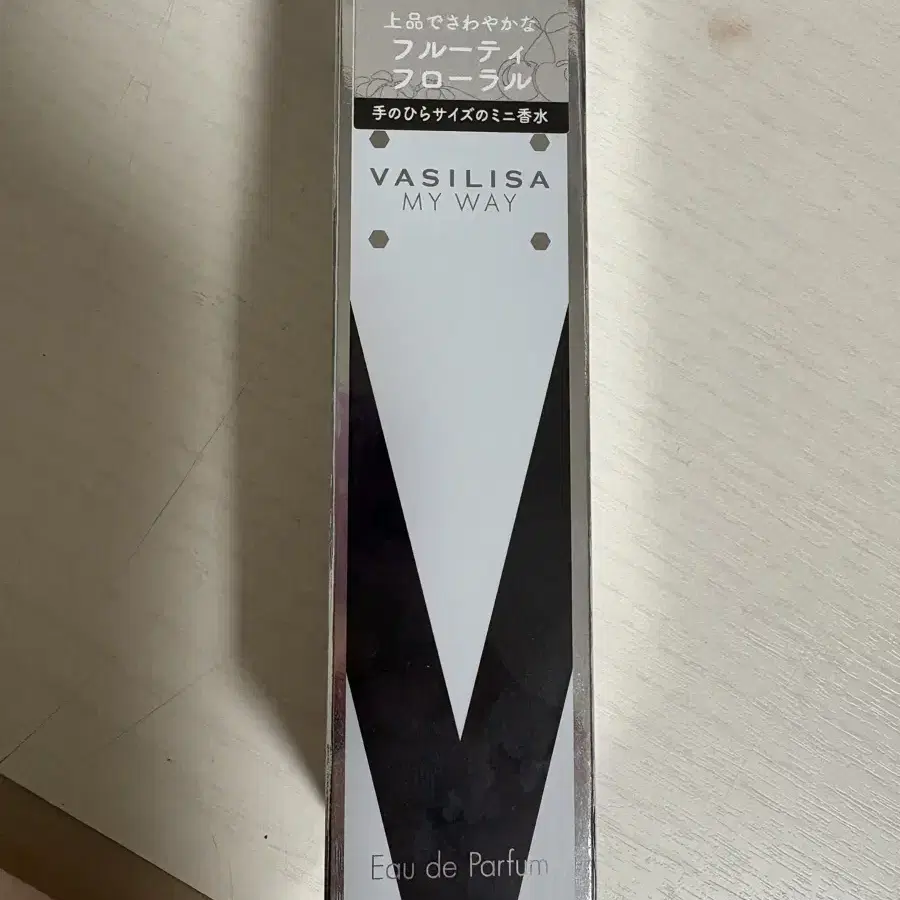 上品でさわやかな
フルーティ
フローラル
手のひらサイズのミニ香水
VASILISA
MY WAY
Eau de Parfum